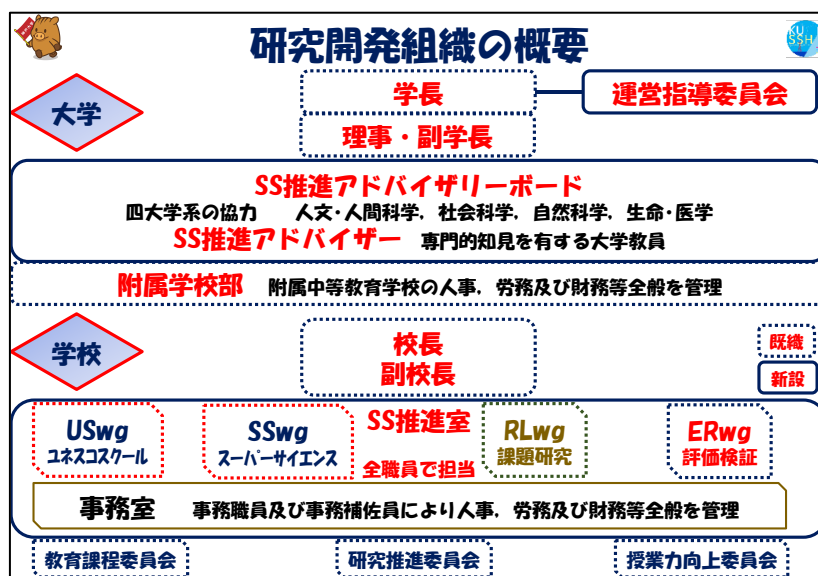 研究開発組織の概要
KU
SSH
大学
学長
運営指導委員会
理事・副学長
SS推進アドバイザリーボード
四大学系の協力 人文・人間科学，社会科学，自然科学，生命・医学
SS推進アドバイザー 専門的知見を有する大学教員
附属学校部 附属中等教育学校の人事，労務及び財務等全般を管理
学校
校長
副校長
既織
新設
USwg
ユネスコスクール
SSwg
スーパーサイエンス
SS推進室
全職員で担当
RLwg
課題研究
ERwg
評価検証
事務室 事務職員及び事務補佐員により人事，労務及び財務等全般を管理
教育課程委員会
研究推進委員会
授業力向上委員会